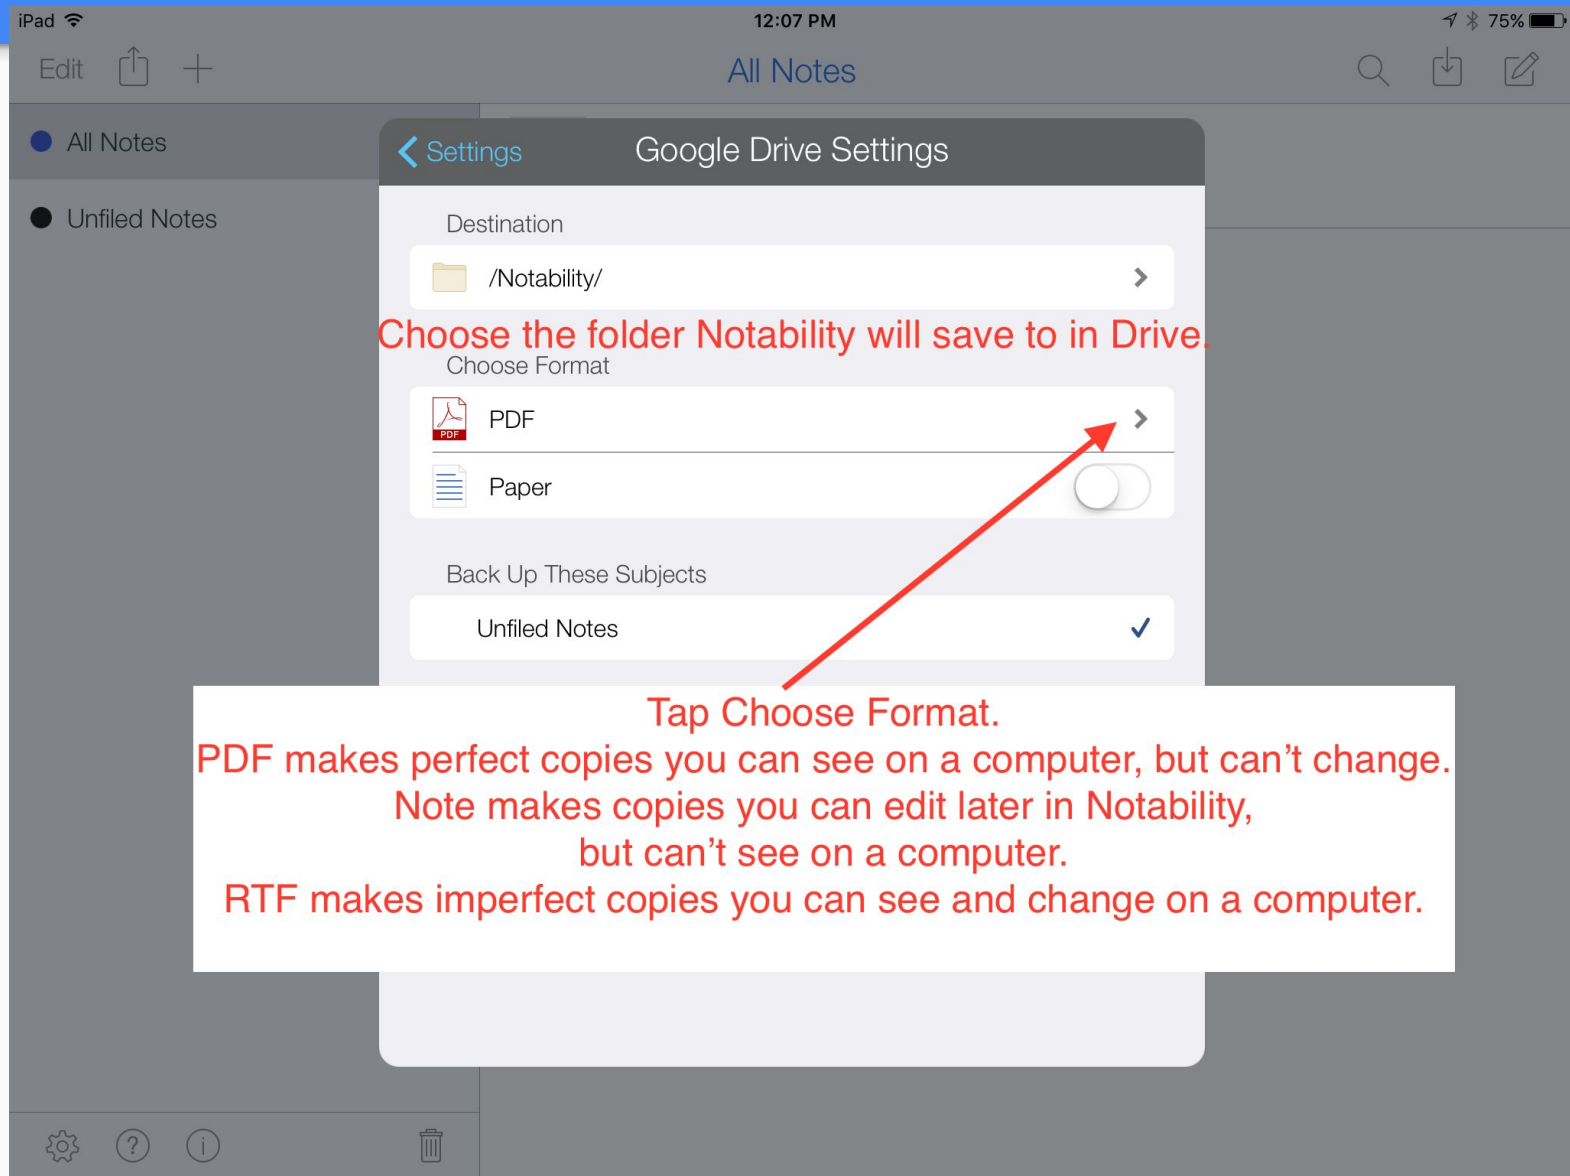 iPad 12:07 PM 75%
Edit All Notes
All Notes
Unfiled Notes
Settings Google Drive Settings
Destination
/Notability/
Choose the folder Notability will save to in Drive.
Choose Format
PDF PDF
Paper
Back Up These Subjects
Unfiled Notes
Tap Choose Format.
PDF makes perfect copies you can see on a computer, but can’t change.
Note makes copies you can edit later in Notability,
but can’t see on a computer.
RTF makes imperfect copies you can see and change on a computer.